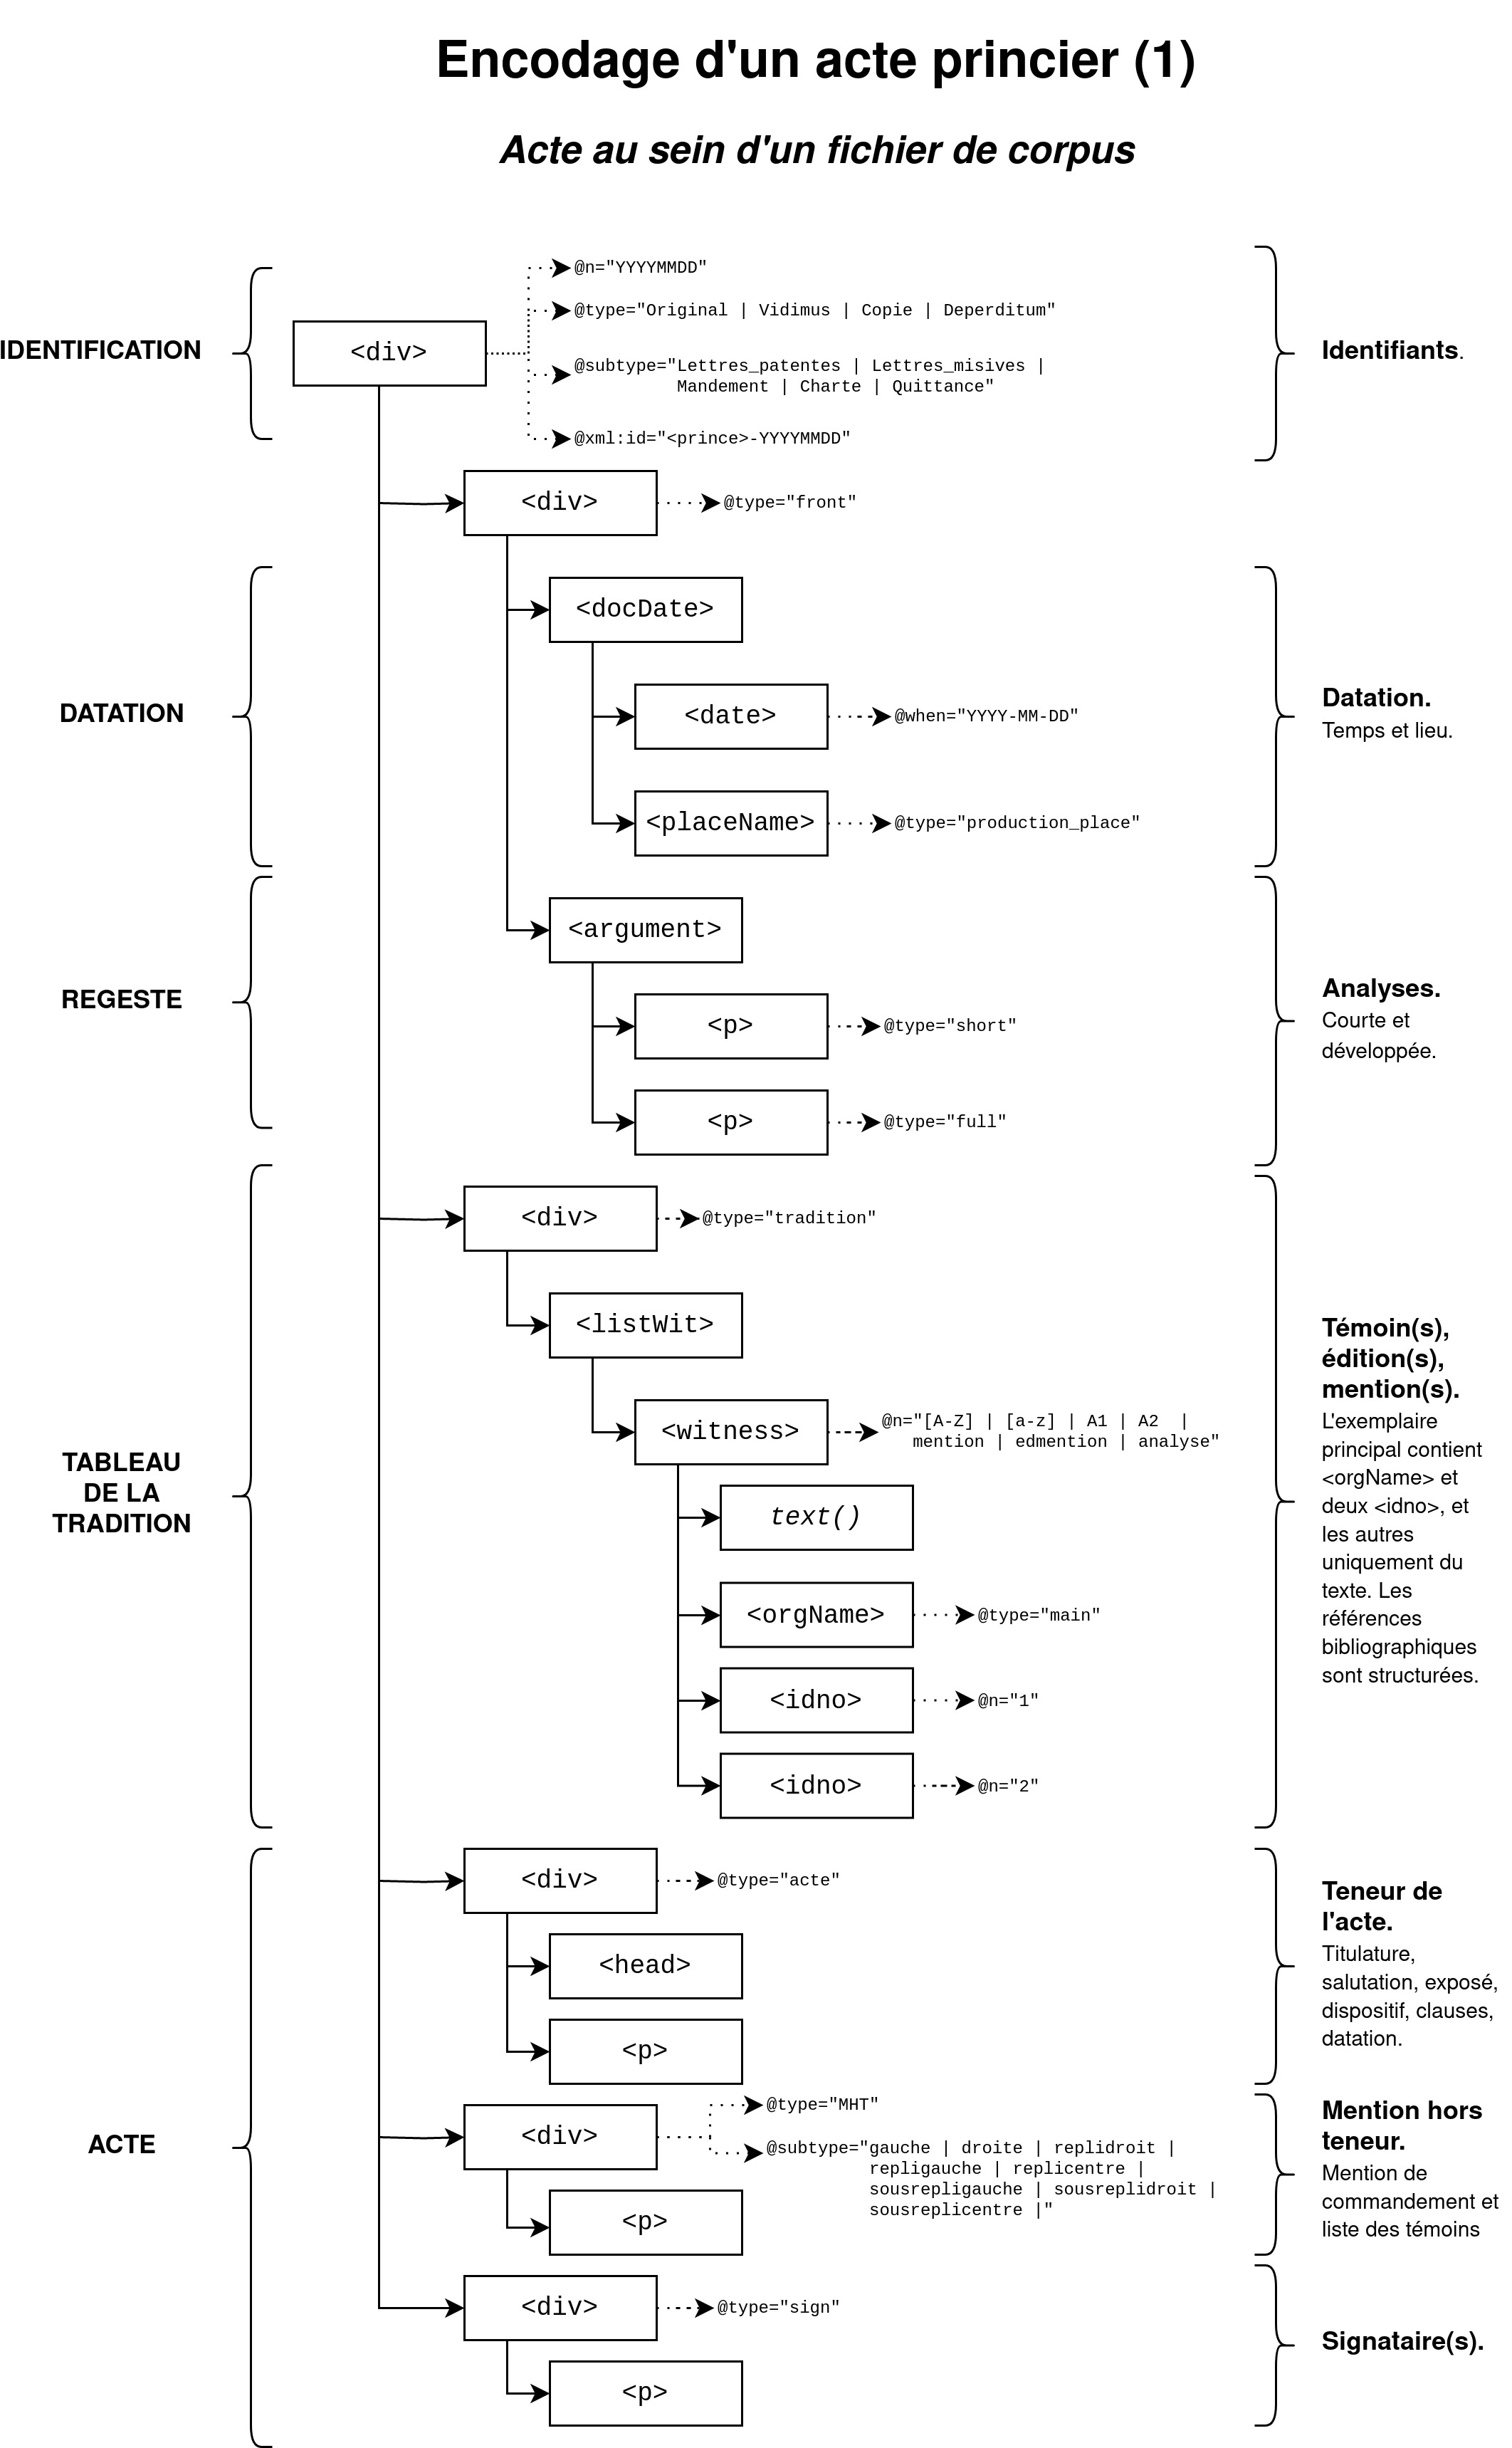 Encodage d'un acte princier (1)
Acte au sein d'un fichier de corpus
IDENTIFICATION
<div>
@n="YYYYMMDD"
@type="Original | Vidimus | Copie | Deperditum"
@subtype="Lettres_patentes | Lettres_misives |
Mandement | Charte | Quittance"
@xml:id="<prince>-YYYYMMDD"
Identifiants.
<div>
@type="front"
DATATION
<docDate>
<date>
@when="YYYY-MM-DD"
<placeName>
@type="production_place"
Datation.
Temps et lieu.
REGESTE
<argument>
<p>
@type="short"
<p>
@type="full"
Analyses.
Courte et
développée.
TABLEAU
DE LA
TRADITION
<div>
@type="tradition"
<listWit>
<witness>
@n="[A-Z] | [a-z] | A1 | A2  |
mention | edmention | analyse"
text()
<orgName>
@type="main"
<idno>
@n="1"
<idno>
@n="2"
Témoin(s),
édition(s),
mention(s).
L'exemplaire
principal contient
<orgName> et
deux <idno>, et
les autres
uniquement du
texte. Les
références
bibliographiques
sont structurées.
ACTE
<div>
@type="acte"
<head>
<p>
Teneur de
l'acte.
Titulature,
salutation, exposé,
dispositif, clauses,
datation.
<div>
@type="MHT"
@subtype="gauche | droite | replidroit |
repligauche | replicentre |
sousrepligauche | sousreplidroit |
sousreplicentre |"
<p>
Mention hors
teneur.
Mention de
commandement et
liste des témoins
<div>
@type="sign"
<p>
Signataire(s).